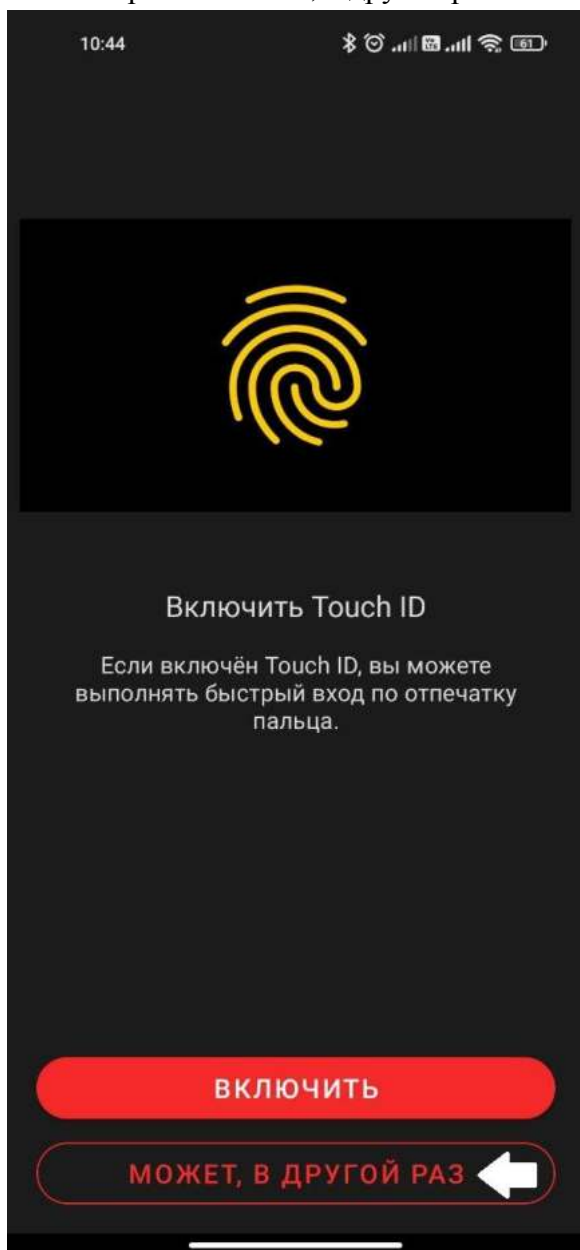 10:44
61
Включить Touch ID
Если включён Touch ID, вы можете
выполнять быстрый вход по отпечатку
пальца.
ВКЛЮЧИТЬ
МОЖЕТ, В ДРУГОЙ РАЗ